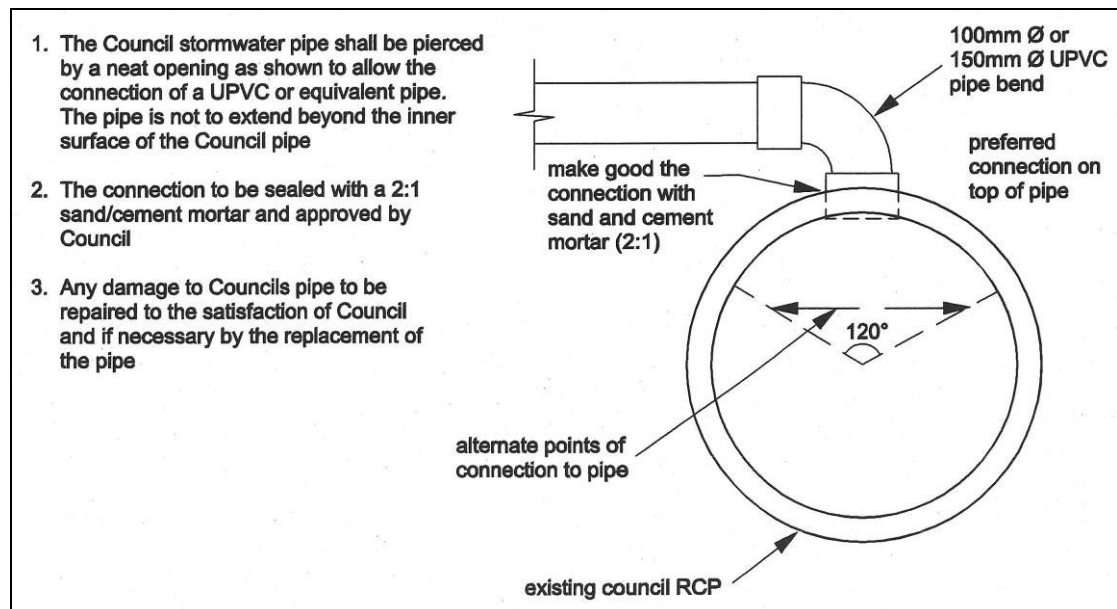 1. The Council stormwater pipe shall be pierced
by a neat opening as shown to allow the
connection of a UPVC or equivalent pipe.
The pipe is not to extend beyond the inner
surface of the Council pipe
2. The connection to be sealed with a 2:1
sand/cement mortar and approved by
Council
3. Any damage to Councils pipe to be
repaired to the satisfaction of Council
and if necessary by the replacement of
the pipe
100mm Ø or
150mm Ø UPVC
pipe bend
preferred
connection on
top of pipe
make good the
connection with
sand and cement
mortar (2:1)
120°
alternate points of
connection to pipe
existing council RCP